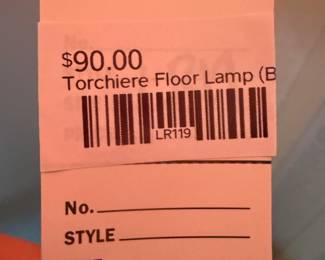 $90.00
Torchiere Floor Lamp (B
LR119
No.
STYLE